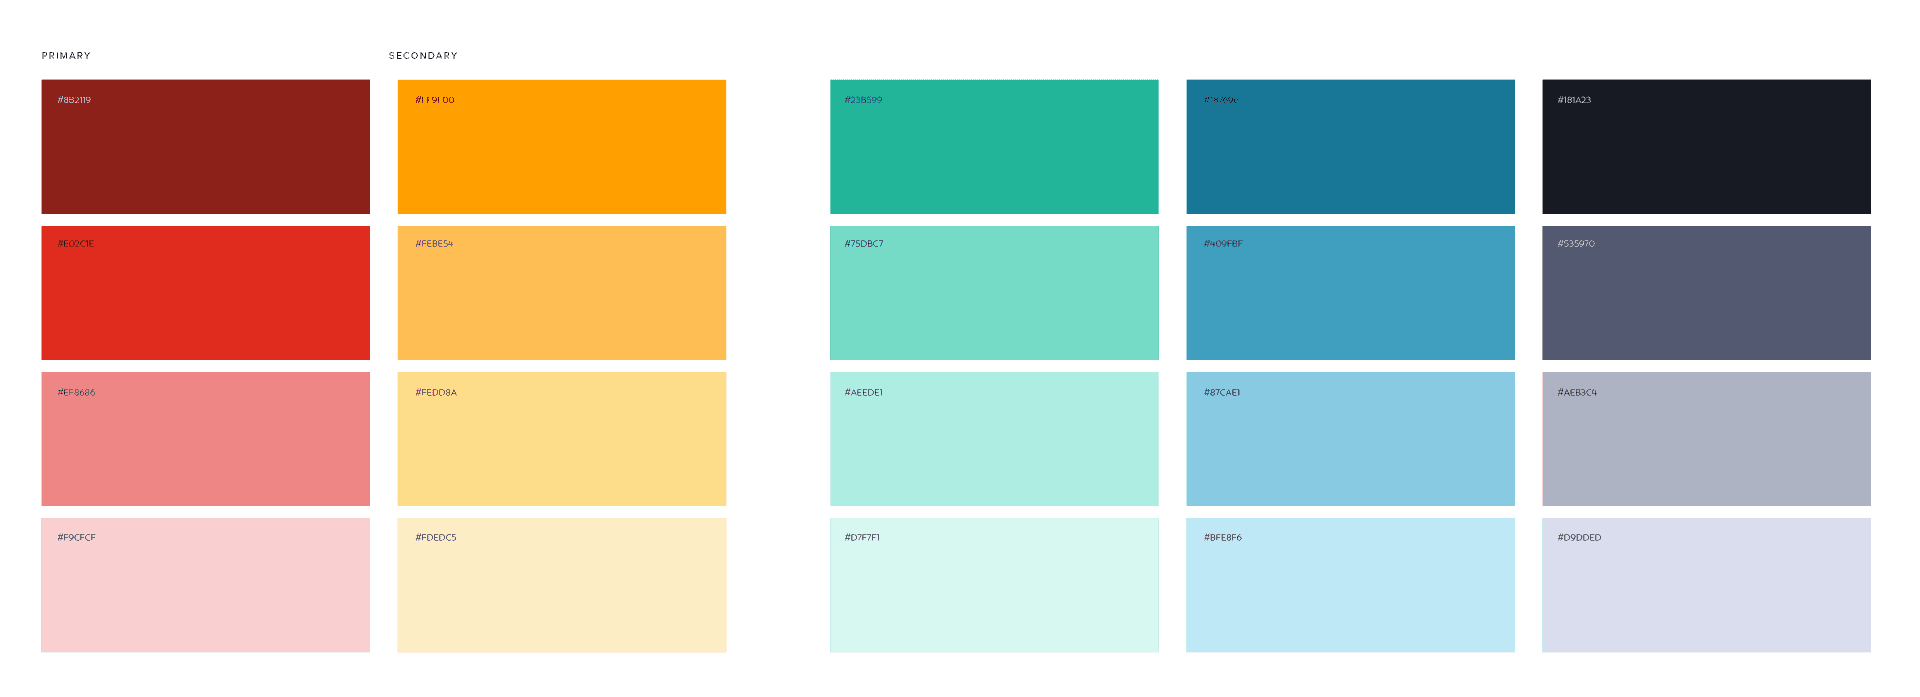 PRIMARY SECONDARY
#8B2119 #FF9F00 #23B599 #181A23
#E02C1E #FEBE54 #75DBC7 #409FBF #535970
#EF8686 #FEDD8A #AEEDE1 #87CAE1 #AEB3C4
#F9CFCF #FDEDC5 #D7F7F1 #BFE8F6 #D9DDED